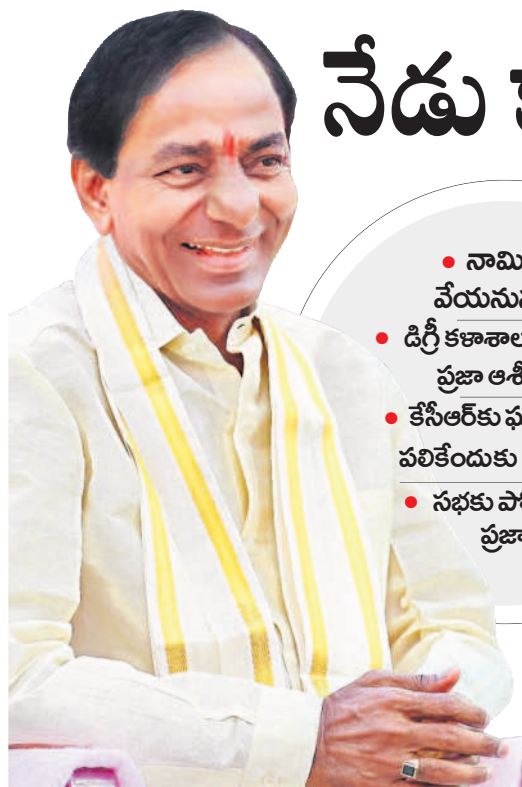 నేడు
నామి
వేయను
డిగ్రీ కళాశాల
ప్రజా ఆశీ
కేసీఆర్‌కు ఘ
పలికేందుకు
సభకు పా
ప్రజా